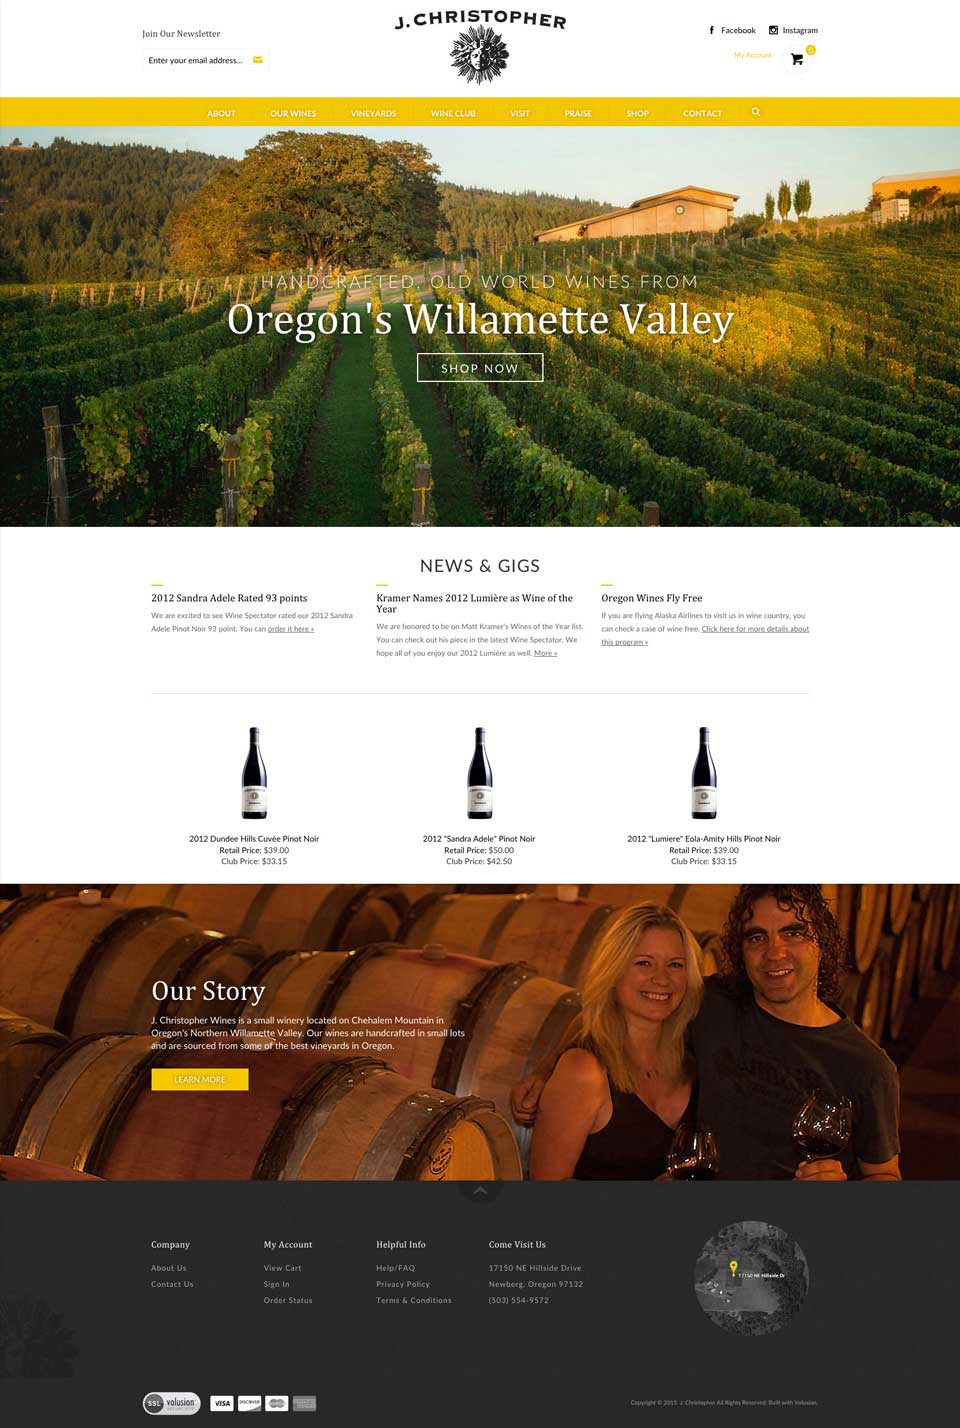 Join Our Newsletter
Enter your email address...
J. CHRISTOPHER
Facebook
Instagram
My Account
0
ABOUT OUR WINES VINEYARDS WINE CLUB VISIT PRAISE SHOP CONTACT
HANDCRAFTED, OLD WORLD WINES FROM
Oregon's Willamette Valley
SHOP NOW
NEWS & GIGS
2012 Sandra Adele Rated 93 points
We are excited to see Wine Spectator rated our 2012 Sandra
Adele Pinot Noir 93 point. You can order it here »
Kramer Names 2012 Lumière as Wine of the
Year
We are honored to be on Matt Kramer's Wines of the Year list.
You can check out his piece in the latest Wine Spectator. We
hope all of you enjoy our 2012 Lumière as well. More »
Oregon Wines Fly Free
If you are flying Alaska Airlines to visit us in wine country, you
can check a case of wine free. Click here for more details about
this program »
2012 Dundee Hills Cuvée Pinot Noir
Retail Price: $39.00
Club Price: $33.15
2012 "Sandra Adele" Pinot Noir
Retail Price: $50.00
Club Price: $42.50
2012 "Lumiere" Eola-Amity Hills Pinot Noir
Retail Price: $39.00
Club Price: $33.15
Our Story
J. Christopher Wines is a small winery located on Chehalem Mountain in
Oregon's Northern Willamette Valley. Our wines are handcrafted in small lots
and are sourced from some of the best vineyards in Oregon.
LEARN MORE
Company
About Us
Contact Us
My Account
View Cart
Sign In
Order Status
Helpful Info
Help/FAQ
Privacy Policy
Terms & Conditions
Come Visit Us
17150 NE Hillside Drive
Newberg, Oregon 97132
(503) 554-9572
17150 NE Hillside Dr
SSL volusion
VISA
DISCOVER
Copyright © 2015 J. Christopher All Rights Reserved. Built with Volusion.